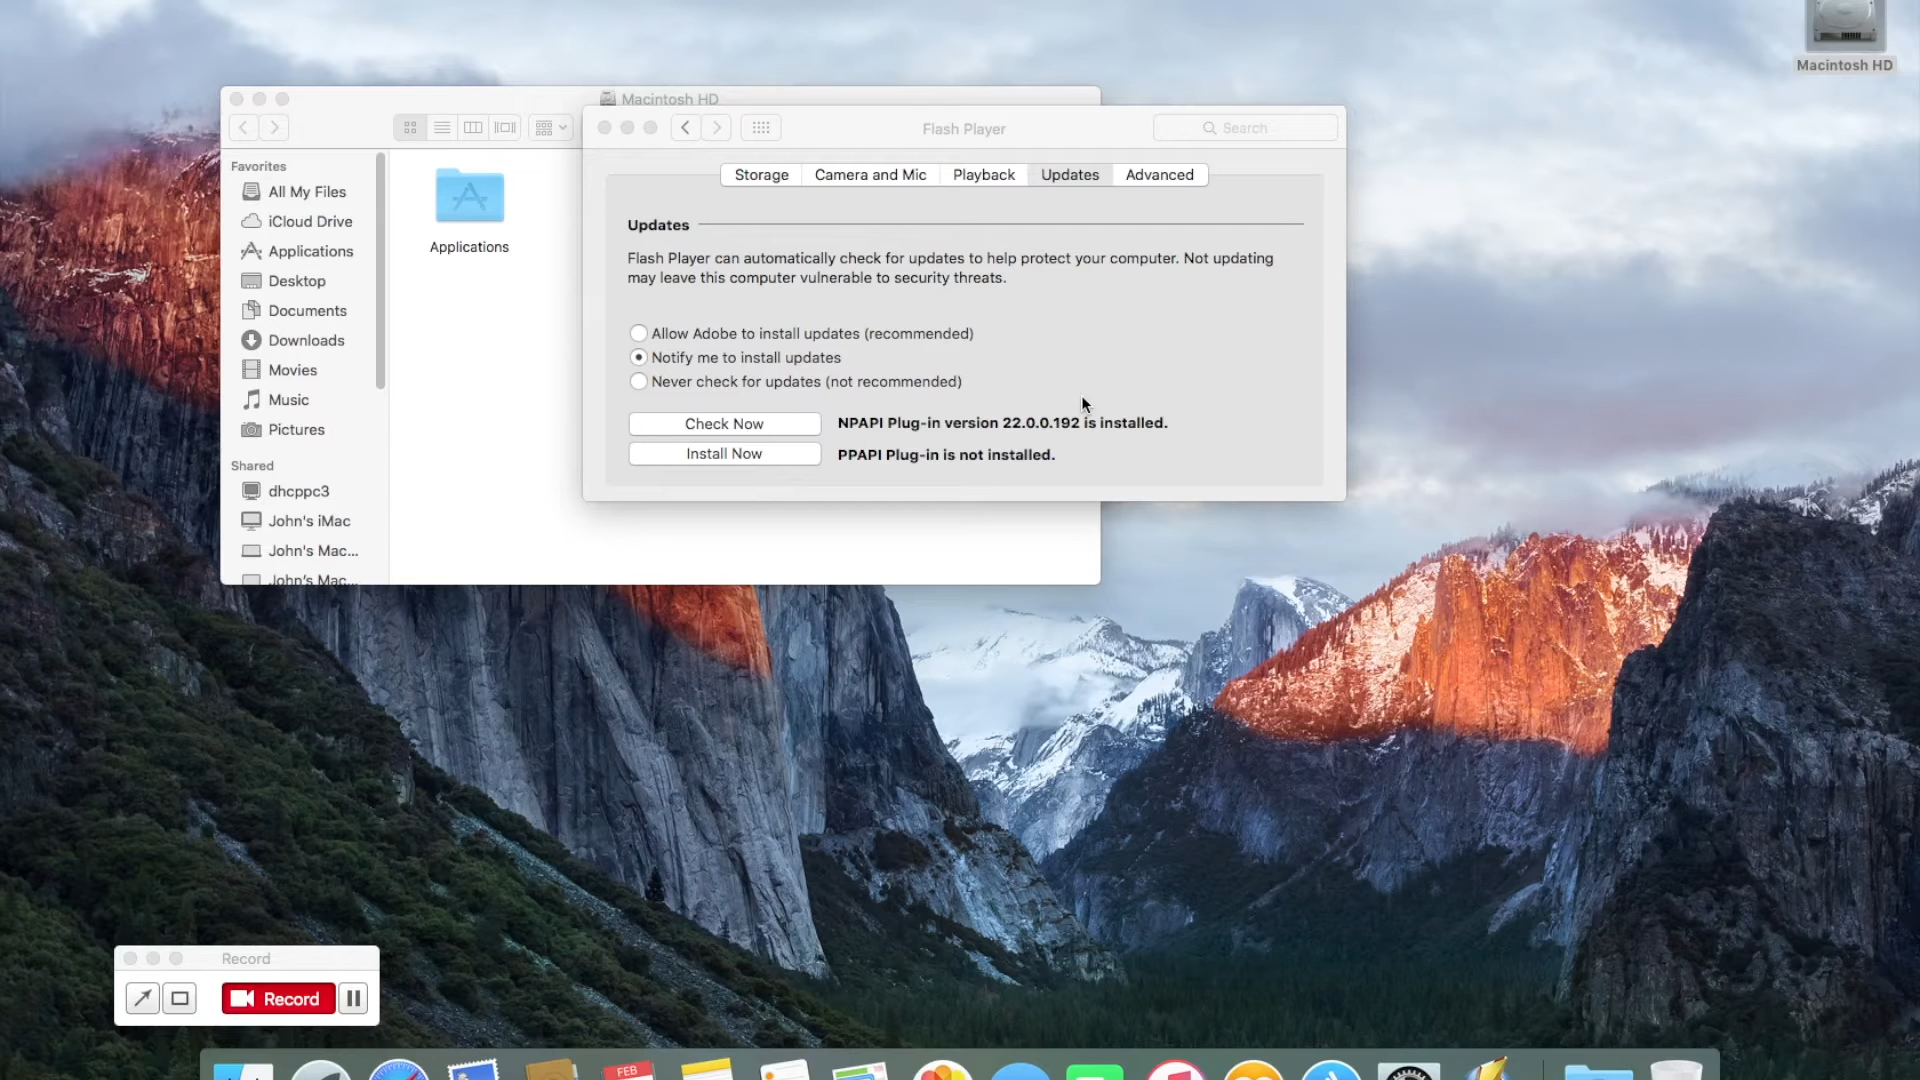 Macintosh HD
Macintosh HD
Flash Player
Search
Storage
Camera and Mic
Playback
Updates
Advanced
Favorites
All My Files
iCloud Drive
Applications
Desktop
Documents
Downloads
Movies
Music
Pictures
Shared
dhcppc3
John's iMac
John's Mac...
John's Mac...
Applications
Updates
Flash Player can automatically check for updates to help protect your computer. Not updating
may leave this computer vulnerable to security threats.
Allow Adobe to install updates (recommended)
Notify me to install updates
Never check for updates (not recommended)
Check Now
NPAPI Plug-in version 22.0.0.192 is installed.
Install Now
PPAPI Plug-in is not installed.
Record
Record
FEB